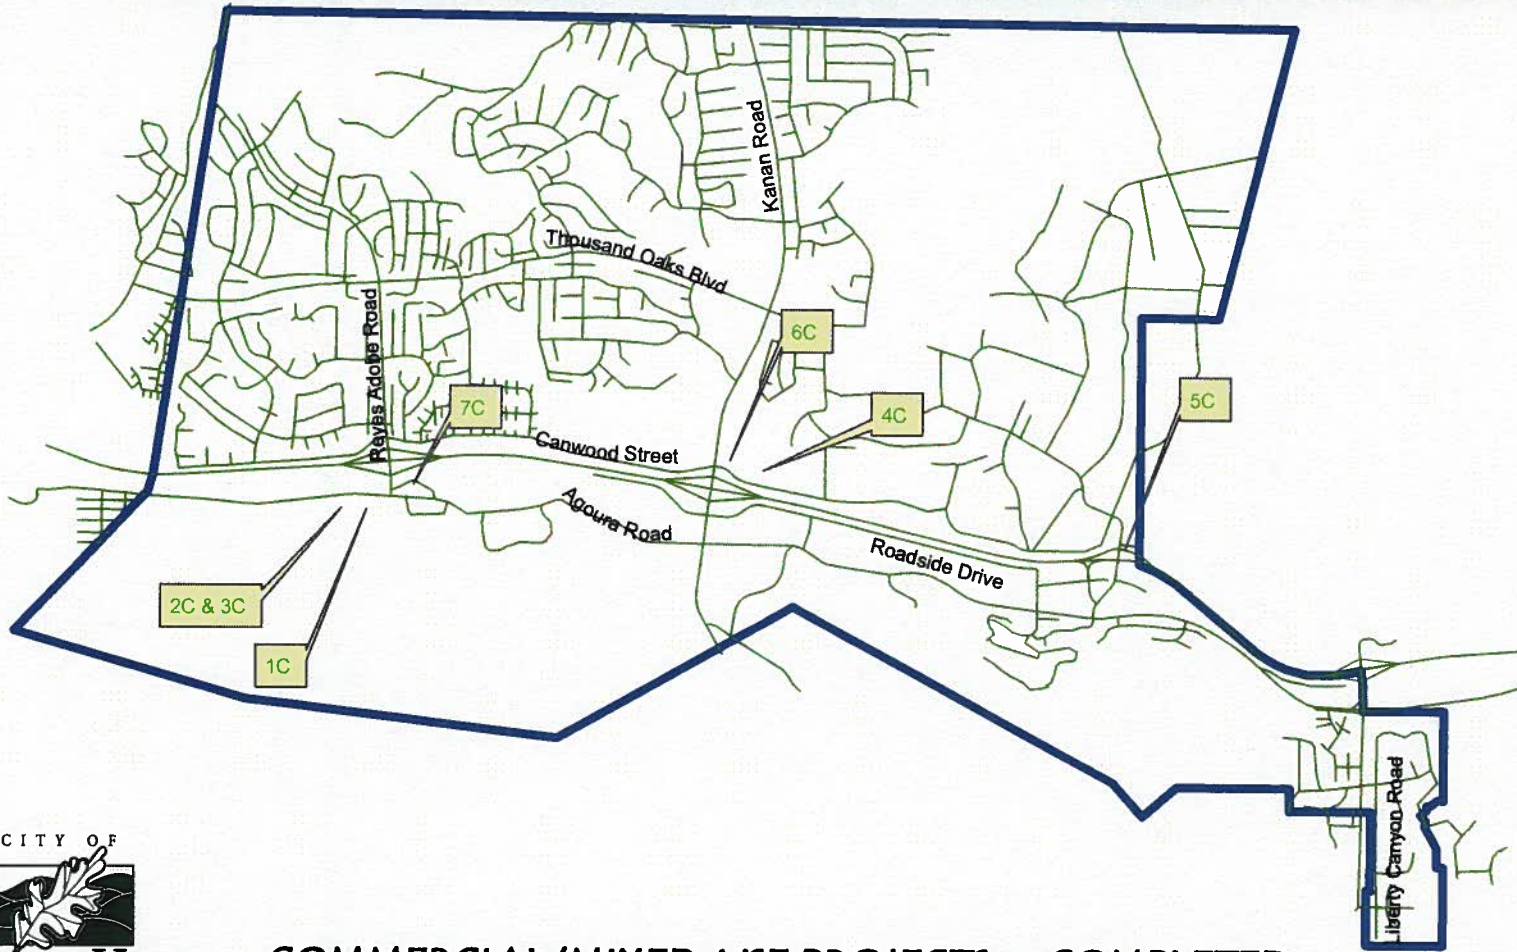 Kanan Road
Thousand Oaks Blvd
Reyes Adobe Road
6C
7C
4C
5C
Canwood Street
Agoura Road
Roadside Drive
2C & 3C
1C
Liberty Canyon Road
CITY OF